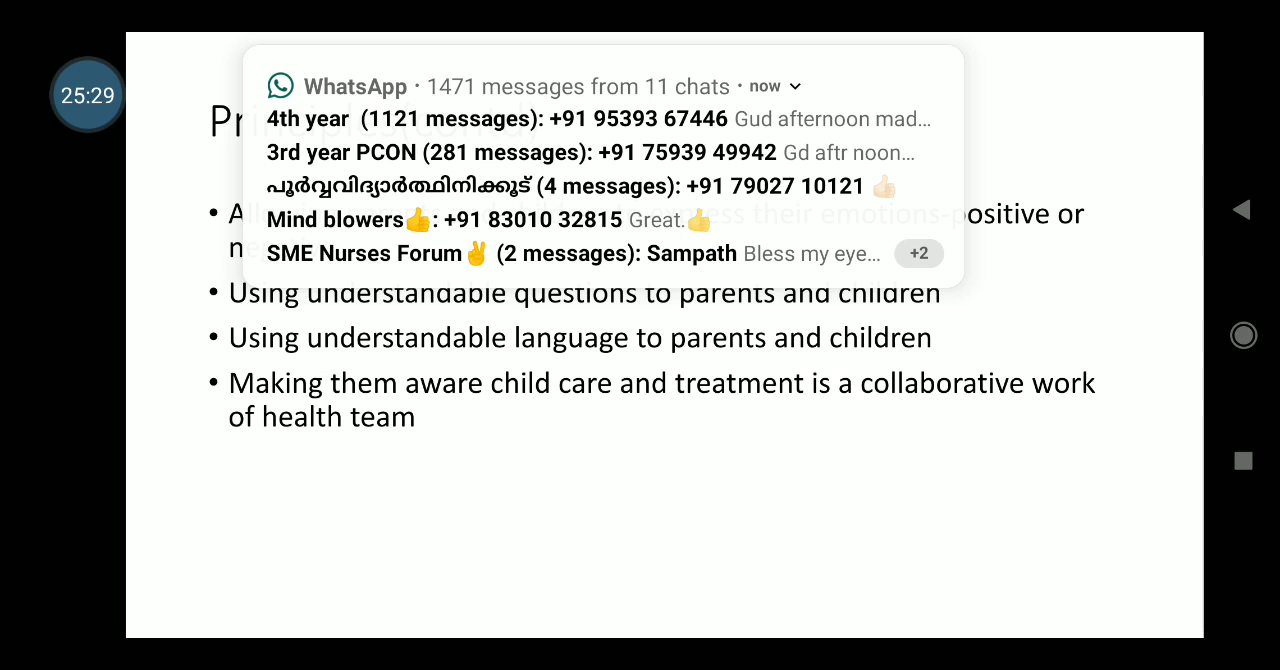 25:29
WhatsApp · 1471 messages from 11 chats · now
4th year (1121 messages): +91 95393 67446 Gud afternoon mad...
3rd year PCON (281 messages): +91 75939 49942 Gd aftr noon...
പൂർവ്വവിദ്യാർത്ഥിനിക്കൂട് (4 messages): +91 79027 10121 👍🏻
Mind blowers👍: +91 83010 32815 Great.👍
SME Nurses Forum✌️ (2 messages): Sampath Bless my eye... +2
Principles(contd)
• their emotions-positive or
• Using understandable questions to parents and children
• Using understandable language to parents and children
• Making them aware child care and treatment is a collaborative work
of health team